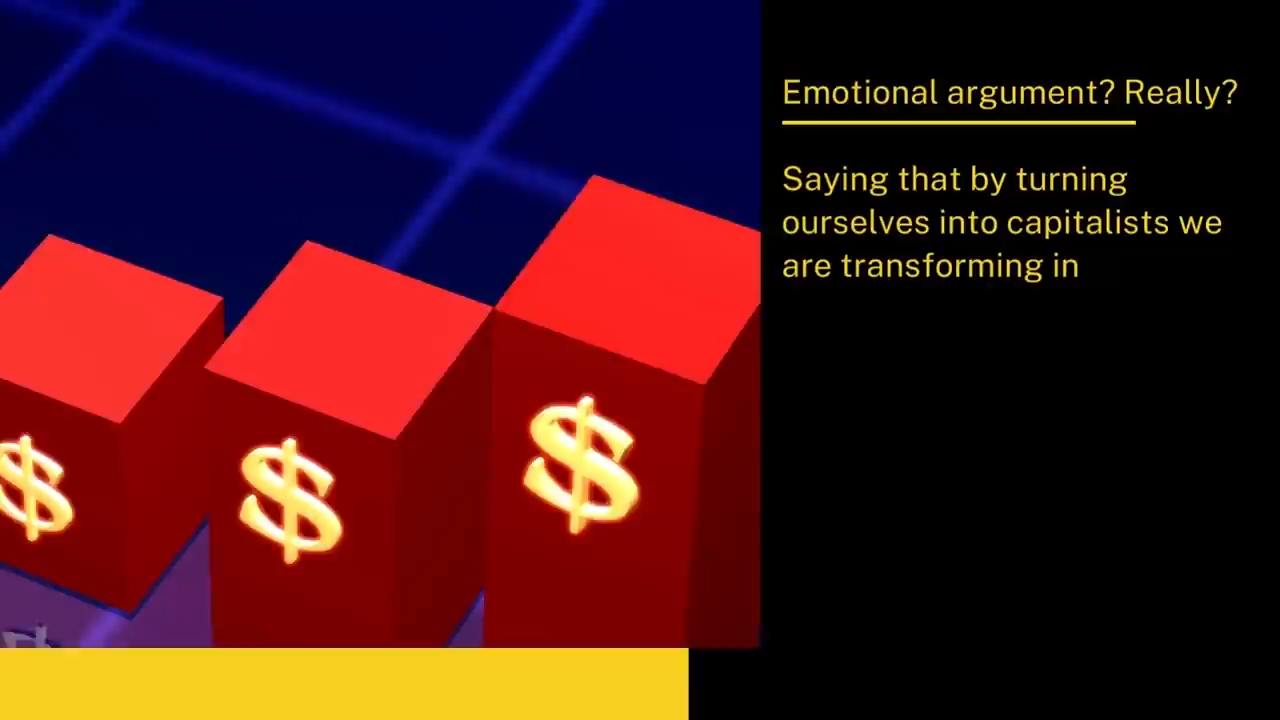 Emotional argument? Really?
Saying that by turning
ourselves into capitalists we
are transforming in
$
$
$